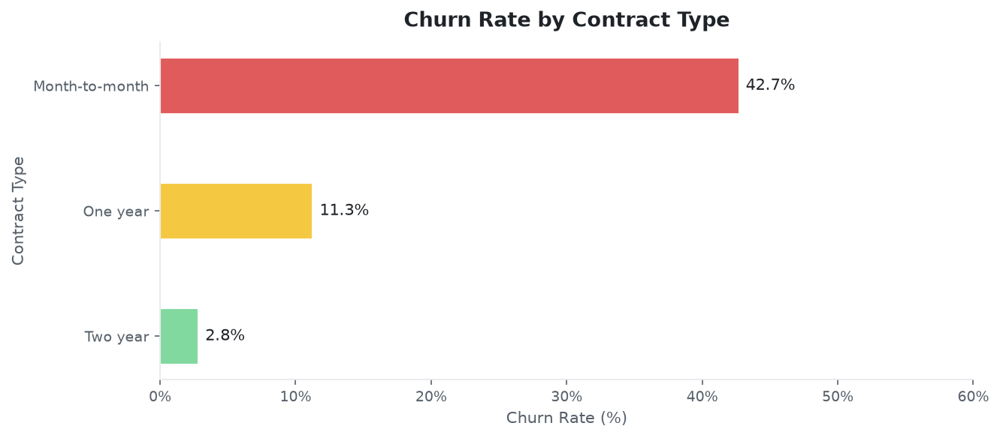 Churn Rate by Contract Type
Contract Type
Month-to-month
42.7%
One year
11.3%
Two year
2.8%
0% 10% 20% 30% 40% 50% 60%
Churn Rate (%)